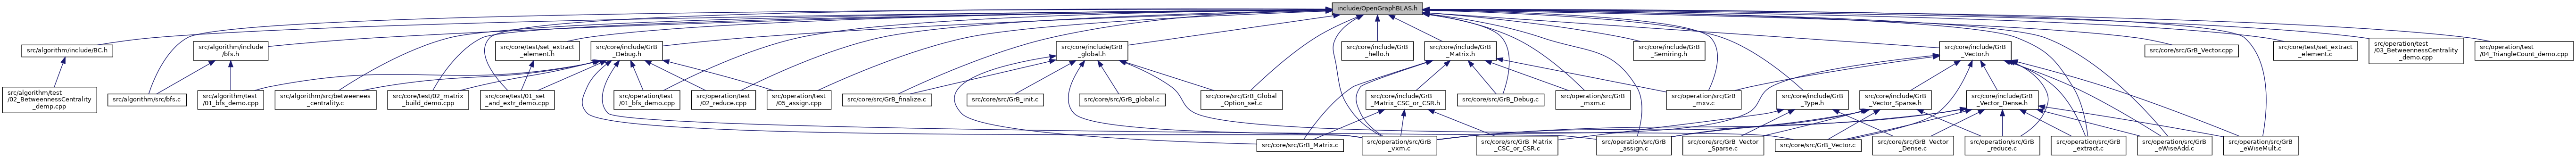 include/OpenGraphBLAS.h
src/algorithm/include/BC.h
src/algorithm/include
/bfs.h
src/core/test/set_extract
_element.h
src/core/include/GrB
_Debug.h
src/core/include/GrB
_global.h
src/core/include/GrB
_hello.h
src/core/include/GrB
_Matrix.h
src/core/include/GrB
_Semiring.h
src/core/include/GrB
_Vector.h
src/core/src/GrB_Vector.cpp
src/core/test/set_extract
_element.c
src/operation/test
/03_BetweennessCentrality
_demo.cpp
src/operation/test
/04_TriangleCount_demo.cpp
src/algorithm/test
/02_BetweennessCentrality
_demo.cpp
src/algorithm/src/bfs.c
src/algorithm/test
/01_bfs_demo.cpp
src/algorithm/src/betweenees
_centrality.c
src/core/test/02_matrix
_build_demo.cpp
src/core/test/01_set
_and_extr_demo.cpp
src/operation/test
/01_bfs_demo.cpp
src/operation/test
/02_reduce.cpp
src/operation/test
/05_assign.cpp
src/core/src/GrB_finalize.c
src/core/src/GrB_init.c
src/core/src/GrB_global.c
src/core/src/GrB_Global
_Option_set.c
src/core/include/GrB
_Matrix_CSC_or_CSR.h
src/core/src/GrB_Debug.c
src/operation/src/GrB
_mxm.c
src/operation/src/GrB
_mxv.c
src/core/include/GrB
_Type.h
src/core/include/GrB
_Vector_Sparse.h
src/core/include/GrB
_Vector_Dense.h
src/core/src/GrB_Matrix.c
src/operation/src/GrB
_vxm.c
src/core/src/GrB_Matrix
_CSC_or_CSR.c
src/operation/src/GrB
_assign.c
src/core/src/GrB_Vector
_Sparse.c
src/core/src/GrB_Vector.c
src/core/src/GrB_Vector
_Dense.c
src/operation/src/GrB
_reduce.c
src/operation/src/GrB
_extract.c
src/operation/src/GrB
_eWiseAdd.c
src/operation/src/GrB
_eWiseMult.c